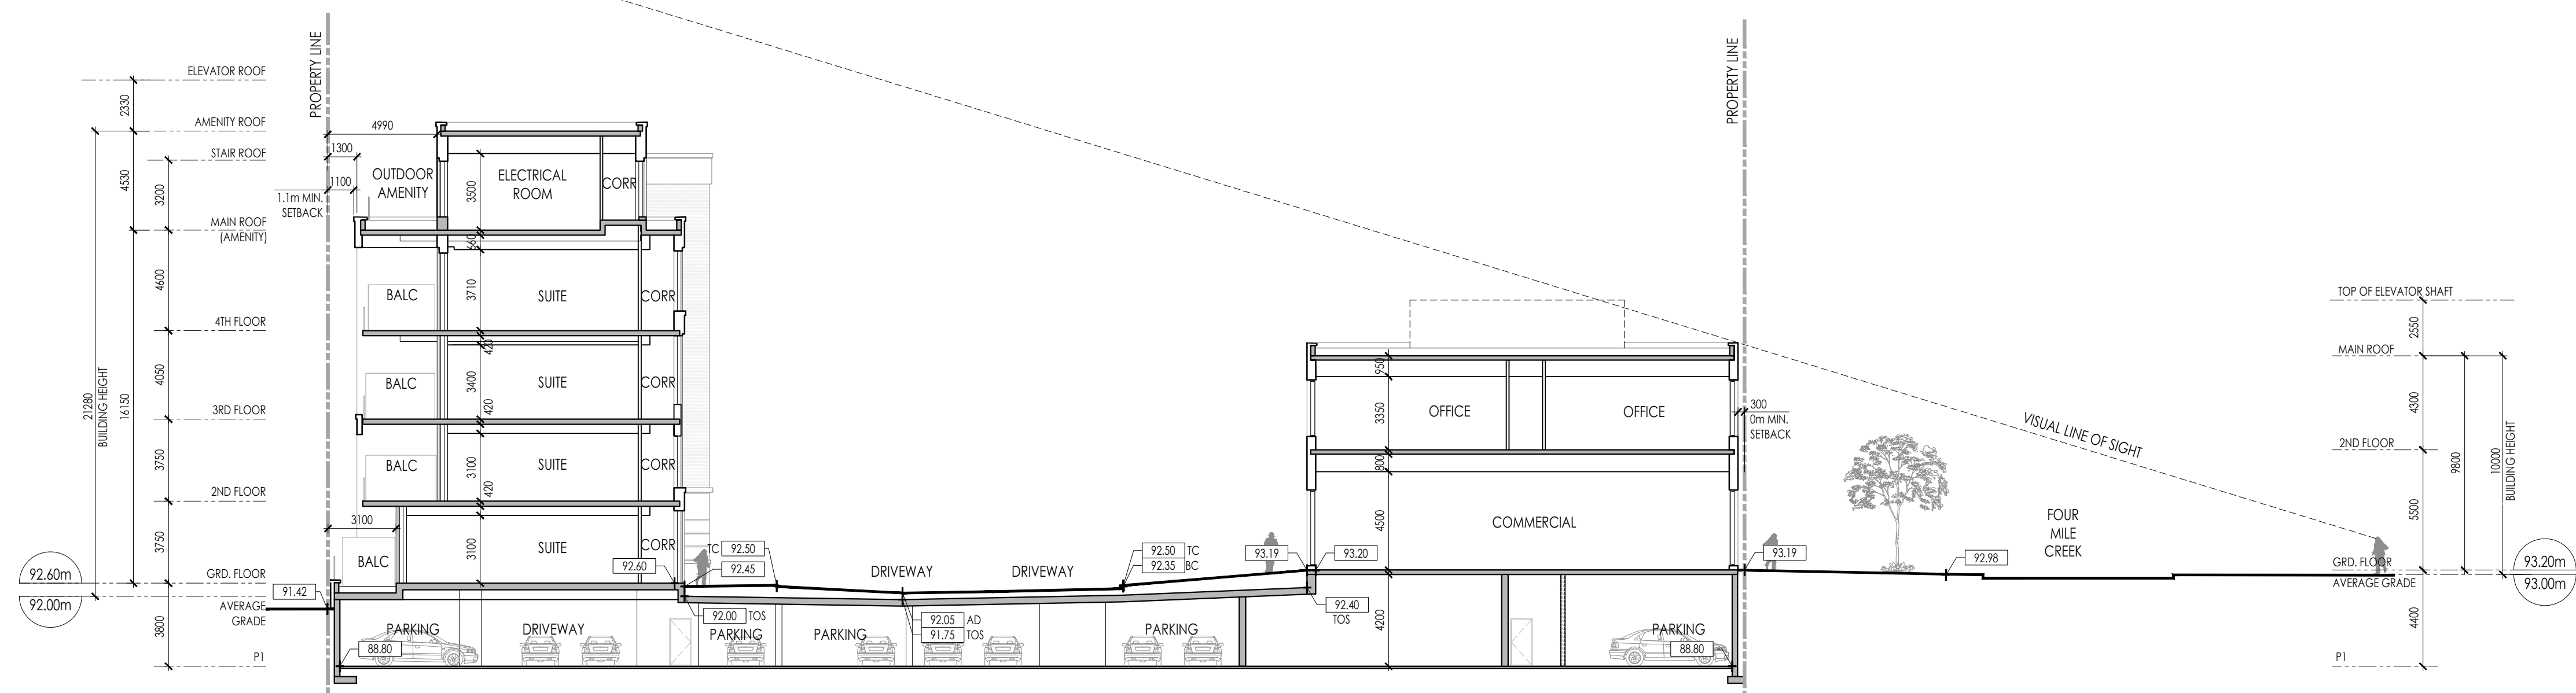 PROPERTY LINE
ELEVATOR ROOF
2330
AMENITY ROOF
4990
STAIR ROOF
1300
1100
1.1m MIN.
SETBACK
4530
3200
OUTDOOR
AMENITY
ELECTRICAL
ROOM
3500
CORR
MAIN ROOF
(AMENITY)
660
4600
BALC
3710
SUITE
CORR
4TH FLOOR
420
21280
BUILDING HEIGHT
16150
4050
BALC
3400
SUITE
CORR
3RD FLOOR
420
3750
BALC
3100
SUITE
CORR
2ND FLOOR
420
3100
3750
BALC
3100
SUITE
CORR
92.60m
92.00m
GRD. FLOOR
91.42
AVERAGE
GRADE
3800
P1
88.80
PARKING
DRIVEWAY
92.60
TC 92.50
92.45
92.00 TOS
PARKING
PARKING
DRIVEWAY
DRIVEWAY
92.05 AD
91.75 TOS
92.50 TC
92.35 BC
PARKING
93.19
93.20
92.40
TOS
PROPERTY LINE
950
3350
OFFICE
OFFICE
800
4500
COMMERCIAL
4200
PARKING
88.80
300
0m MIN.
SETBACK
93.19
92.98
VISUAL LINE OF SIGHT
FOUR
MILE
CREEK
TOP OF ELEVATOR SHAFT
2550
MAIN ROOF
4300
2ND FLOOR
9800
10000
BUILDING HEIGHT
5500
GRD. FLOOR
AVERAGE GRADE
93.20m
93.00m
4400
P1